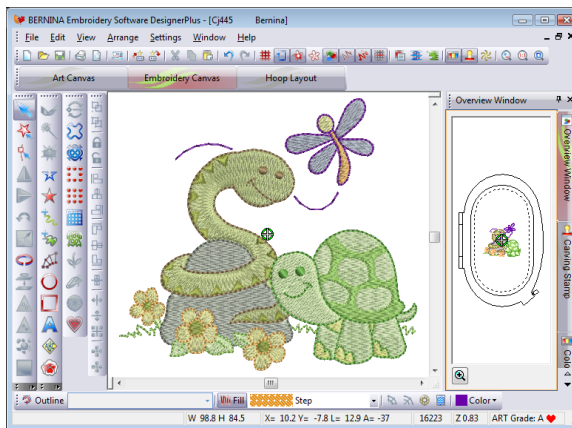 BERNINA Embroidery Software DesignerPlus - [Cj445 Bernina]
File Edit View Arrange Settings Window Help
Art Canvas Embroidery Canvas Hoop Layout
Overview Window
Overview Window
Carving Stamp
Colo
Outline Fill Step Color
W 98.8 H 84.5 X= 10.2 Y= -7.8 L= 12.9 A= -37 16223 Z 0.83 ART Grade: A